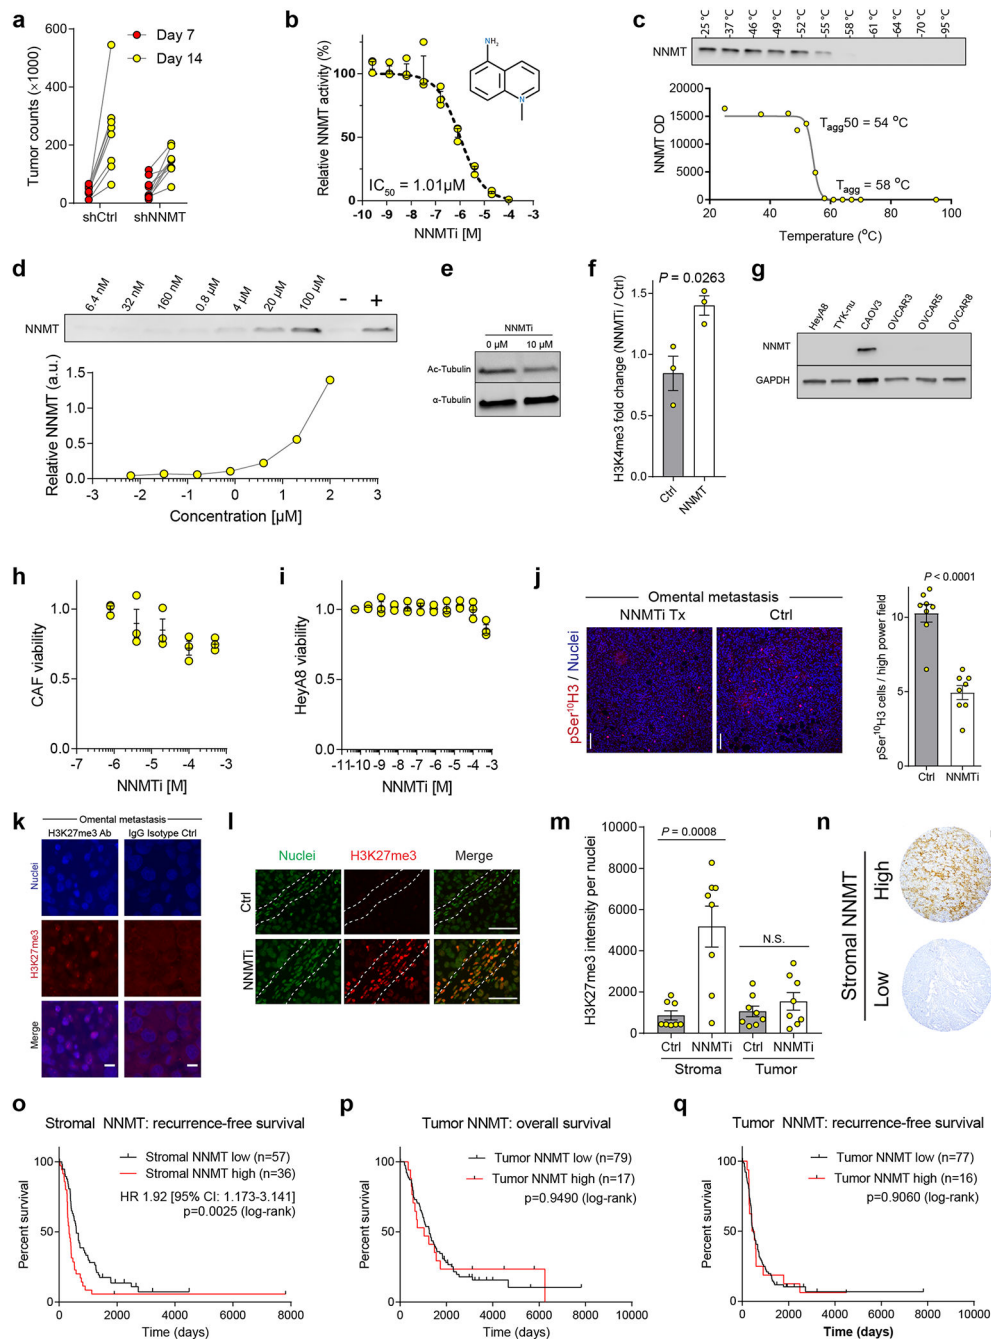 a
Tumor counts (×1000)
600
400
200
0
Day 7
Day 14
shCtrl
shNNMT
b
Relative NNMT activity (%)
100
50
0
NH2
N
IC50 = 1.01µM
-10 -9 -8 -7 -6 -5 -4 -3
NNMTi [M]
c
25 °C
37 °C
46 °C
49 °C
52 °C
55 °C
58 °C
61 °C
64 °C
70 °C
95 °C
NNMT
NNMT OD
20000
15000
10000
5000
0
Tagg50 = 54 °C
Tagg = 58 °C
20 40 60 80 100
Temperature (°C)
d
6.4 nM
32 nM
160 nM
0.8 µM
4 µM
20 µM
100 µM
-
+
NNMT
Relative NNMT (a.u.)
1.5
1.0
0.5
0.0
-3 -2 -1 0 1 2 3
Concentration [µM]
e
NNMTi
0 µM 10 µM
Ac-Tubulin
α-Tubulin
f
P = 0.0263
H3K4me3 fold change (NNMTi / Ctrl)
1.5
1.0
0.5
0.0
Ctrl
NNMT
g
HeyA8
TYK-nu
CAOV3
OVCAR3
OVCAR5
OVCAR8
NNMT
GAPDH
h
CAF viability
1.0
0.5
0.0
-7 -6 -5 -4 -3
NNMTi [M]
i
HeyA8 viability
1.0
0.5
0.0
-11 -10 -9 -8 -7 -6 -5 -4 -3
NNMTi [M]
j
Omental metastasis
NNMTi Tx Ctrl
pSer10H3 / Nuclei
P < 0.0001
pSer10H3 cells / high power field
10
5
0
Ctrl NNMTi
k
Omental metastasis
H3K27me3 Ab IgG Isotype Ctrl
Nuclei
H3K27me3
Merge
l
Nuclei H3K27me3 Merge
Ctrl
NNMTi
m
H3K27me3 intensity per nuclei
10000
8000
6000
4000
2000
0
P = 0.0008
N.S.
Ctrl NNMTi Ctrl NNMTi
Stroma Tumor
n
Stromal NNMT
High
Low
o
Stromal NNMT: recurrence-free survival
Percent survival
100
50
0
Stromal NNMT low (n=57)
Stromal NNMT high (n=36)
HR 1.92 [95% CI: 1.173-3.141]
p=0.0025 (log-rank)
0 2000 4000 6000 8000
Time (days)
p
Tumor NNMT: overall survival
Percent survival
100
50
0
Tumor NNMT low (n=79)
Tumor NNMT high (n=17)
p=0.9490 (log-rank)
0 2000 4000 6000 8000 10000
Time (days)
q
Tumor NNMT: recurrence-free survival
Percent survival
100
50
0
Tumor NNMT low (n=77)
Tumor NNMT high (n=16)
p=0.9060 (log-rank)
0 2000 4000 6000 8000 10000
Time (days)